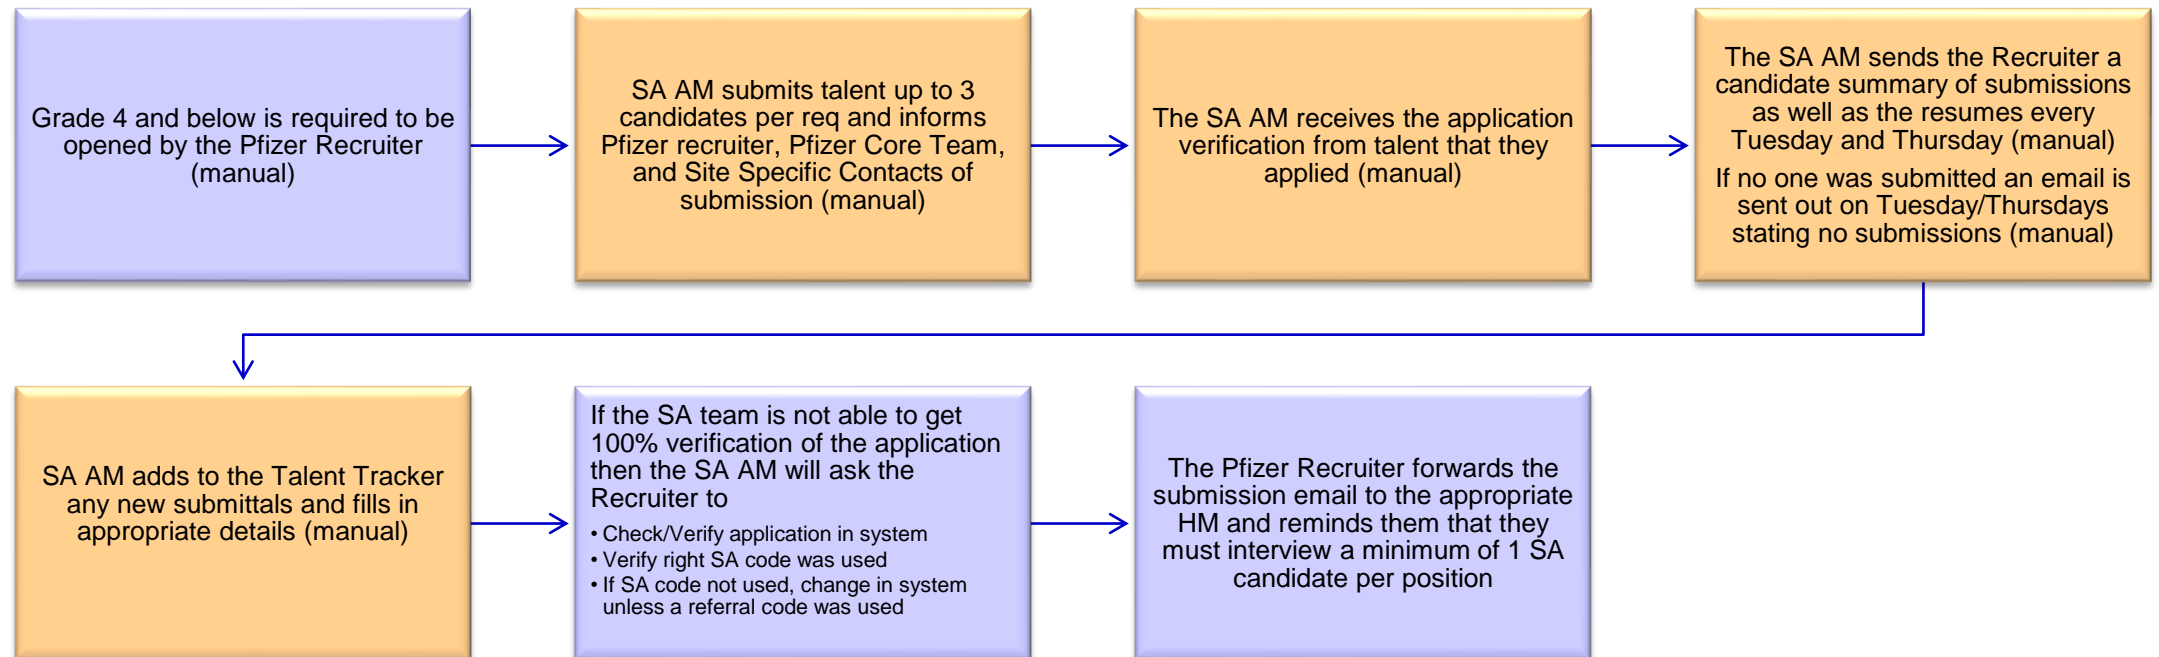 Grade 4 and below is required to be
opened by the Pfizer Recruiter
(manual)
SA AM submits talent up to 3
candidates per req and informs
Pfizer recruiter, Pfizer Core Team,
and Site Specific Contacts of
submission (manual)
The SA AM receives the application
verification from talent that they
applied (manual)
The SA AM sends the Recruiter a
candidate summary of submissions
as well as the resumes every
Tuesday and Thursday (manual)
If no one was submitted an email is
sent out on Tuesday/Thursdays
stating no submissions (manual)
SA AM adds to the Talent Tracker
any new submittals and fills in
appropriate details (manual)
If the SA team is not able to get
100% verification of the application
then the SA AM will ask the
Recruiter to
• Check/Verify application in system
• Verify right SA code was used
• If SA code not used, change in system
unless a referral code was used
The Pfizer Recruiter forwards the
submission email to the appropriate
HM and reminds them that they
must interview a minimum of 1 SA
candidate per position